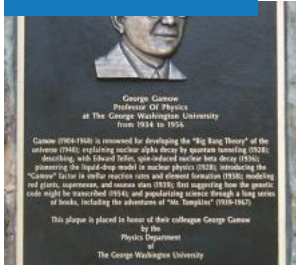 George Gamow
Professor Of Physics
at The George Washington University
from 1934 to 1956
Gamow (1904-1968) is renowned for developing the "Big Bang Theory" of the
universe (1948); explaining nuclear alpha decay by quantum tunneling (1928);
describing, with Edward Teller, spin-induced nuclear beta decay (1936);
pioneering the liquid-drop model in nuclear physics (1928); introducing the
"Gamow" Factor in stellar reaction rates and element formation (1938); modeling
red giants, supernovae, and neutron stars (1939); first suggesting how the genetic
code might be transcribed (1954); and popularizing science through a long series
of books, including the adventures of "Mr. Tompkins" (1939-1967)
This plaque is placed in honor of their colleague George Gamow
by the
Physics Department
of
The George Washington University